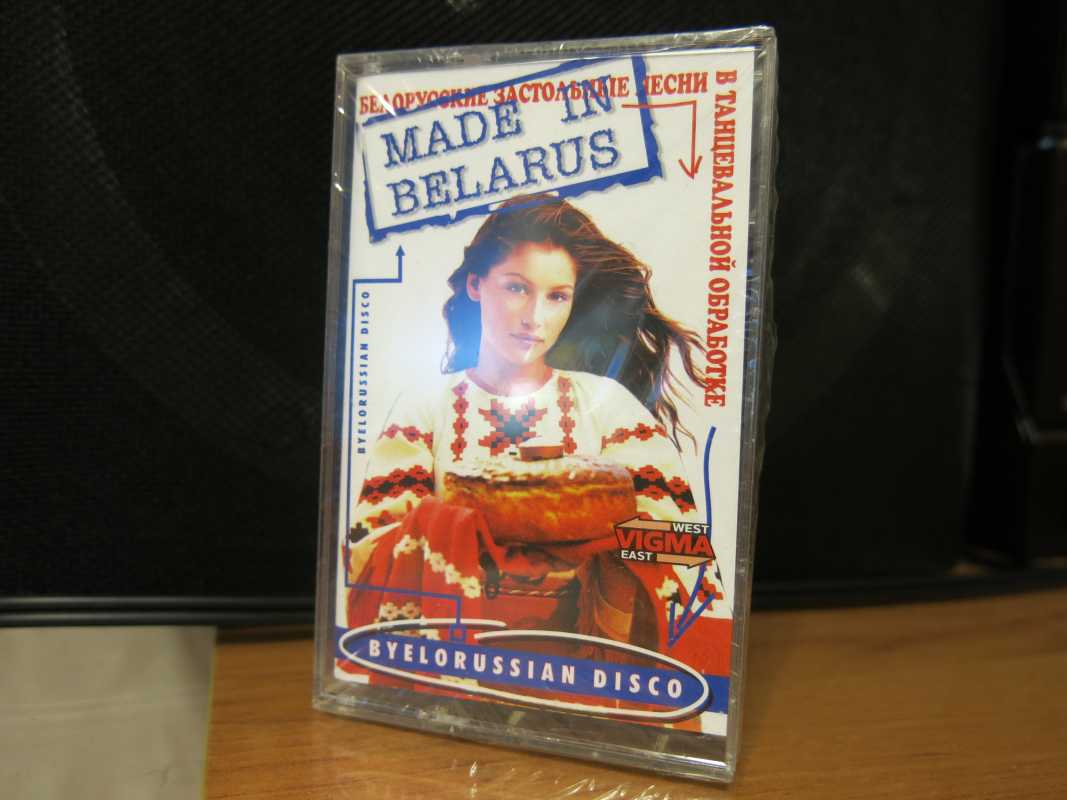 БЕЛОРУССКИЕ ЗАСТОЛЬНЫЕ ПЕСНИ
В ТАНЦЕВАЛЬНОЙ ОБРАБОТКЕ
MADE IN
BELARUS
BYELORUSSIAN DISCO
WEST
VIGMA
EAST
BYELORUSSIAN DISCO